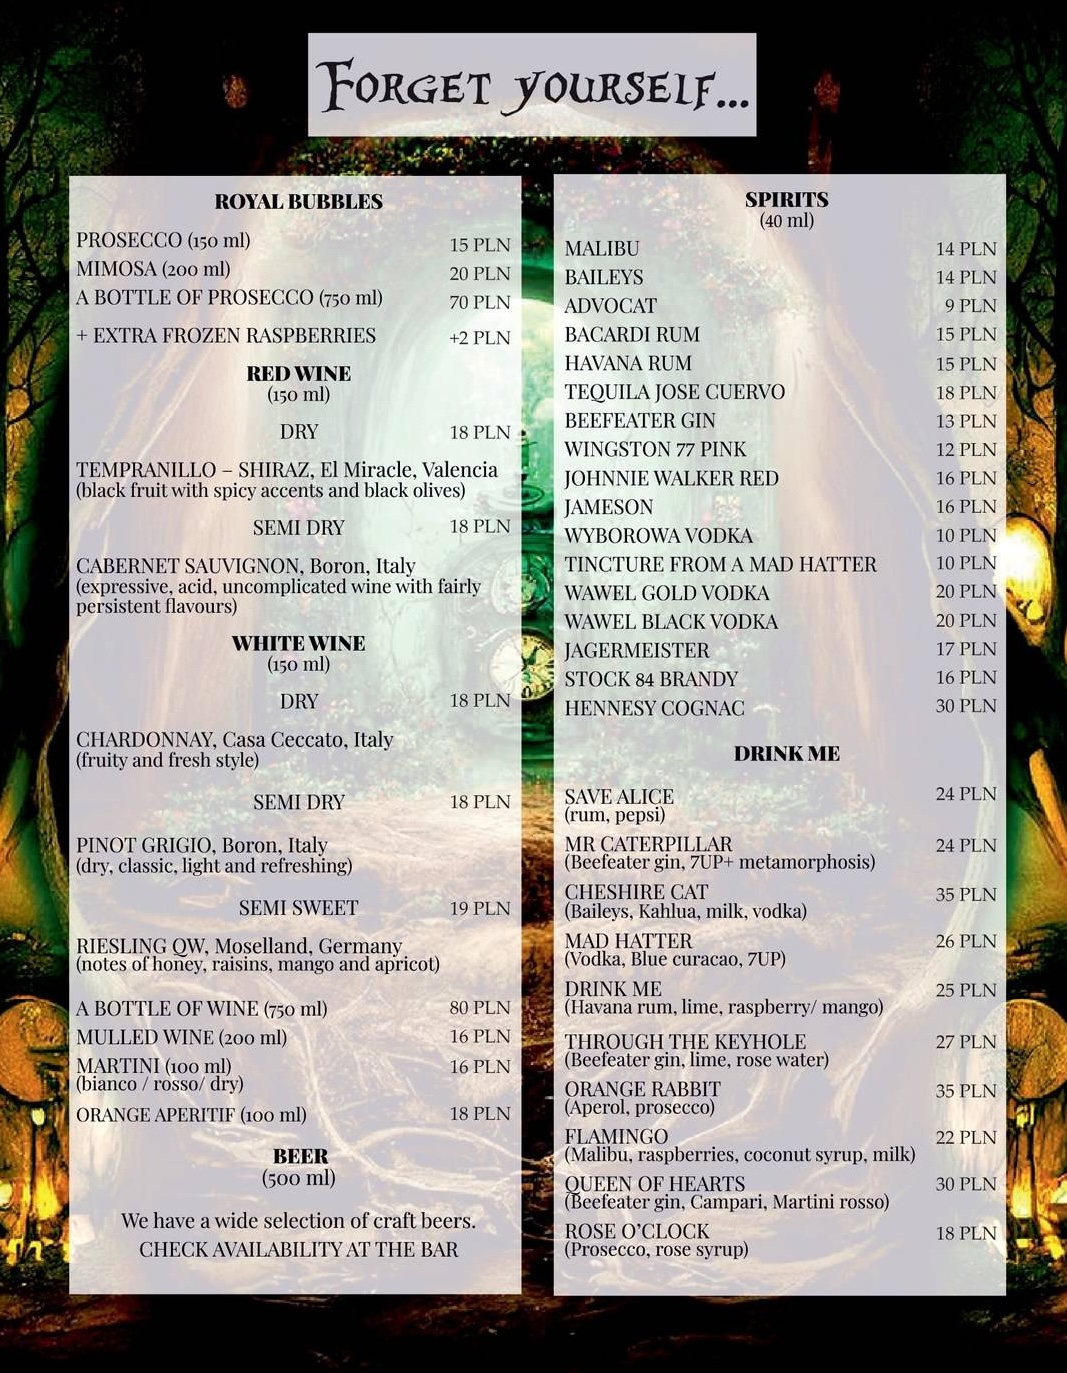 Forget yourself...
ROYAL BUBBLES
PROSECCO (150 ml) 15 PLN
MIMOSA (200 ml) 20 PLN
A BOTTLE OF PROSECCO (750 ml) 70 PLN
+ EXTRA FROZEN RASPBERRIES +2 PLN
RED WINE
(150 ml)
DRY 18 PLN
TEMPRANILLO – SHIRAZ, El Miracle, Valencia
(black fruit with spicy accents and black olives)
SEMI DRY 18 PLN
CABERNET SAUVIGNON, Boron, Italy
(expressive, acid, uncomplicated wine with fairly
persistent flavours)
WHITE WINE
(150 ml)
DRY 18 PLN
CHARDONNAY, Casa Ceccato, Italy
(fruity and fresh style)
SEMI DRY 18 PLN
PINOT GRIGIO, Boron, Italy
(dry, classic, light and refreshing)
SEMI SWEET 19 PLN
RIESLING QW, Moselland, Germany
(notes of honey, raisins, mango and apricot)
A BOTTLE OF WINE (750 ml) 80 PLN
MULLED WINE (200 ml) 16 PLN
MARTINI (100 ml) 16 PLN
(bianco / rosso/ dry)
ORANGE APERITIF (100 ml) 18 PLN
BEER
(500 ml)
We have a wide selection of craft beers.
CHECK AVAILABILITY AT THE BAR
SPIRITS
(40 ml)
MALIBU 14 PLN
BAILEYS 14 PLN
ADVOCAT 9 PLN
BACARDI RUM 15 PLN
HAVANA RUM 15 PLN
TEQUILA JOSE CUERVO 18 PLN
BEEFEATER GIN 13 PLN
WINGSTON 77 PINK 12 PLN
JOHNNIE WALKER RED 16 PLN
JAMESON 16 PLN
WYBOROWA VODKA 10 PLN
TINCTURE FROM A MAD HATTER 10 PLN
WAWEL GOLD VODKA 20 PLN
WAWEL BLACK VODKA 20 PLN
JAGERMEISTER 17 PLN
STOCK 84 BRANDY 16 PLN
HENNESY COGNAC 30 PLN
DRINK ME
SAVE ALICE 24 PLN
(rum, pepsi)
MR CATERPILLAR 24 PLN
(Beefeater gin, 7UP+ metamorphosis)
CHESHIRE CAT 35 PLN
(Baileys, Kahlua, milk, vodka)
MAD HATTER 26 PLN
(Vodka, Blue curacao, 7UP)
DRINK ME 25 PLN
(Havana rum, lime, raspberry/ mango)
THROUGH THE KEYHOLE 27 PLN
(Beefeater gin, lime, rose water)
ORANGE RABBIT 35 PLN
(Aperol, prosecco)
FLAMINGO 22 PLN
(Malibu, raspberries, coconut syrup, milk)
QUEEN OF HEARTS 30 PLN
(Beefeater gin, Campari, Martini rosso)
ROSE O'CLOCK 18 PLN
(Prosecco, rose syrup)